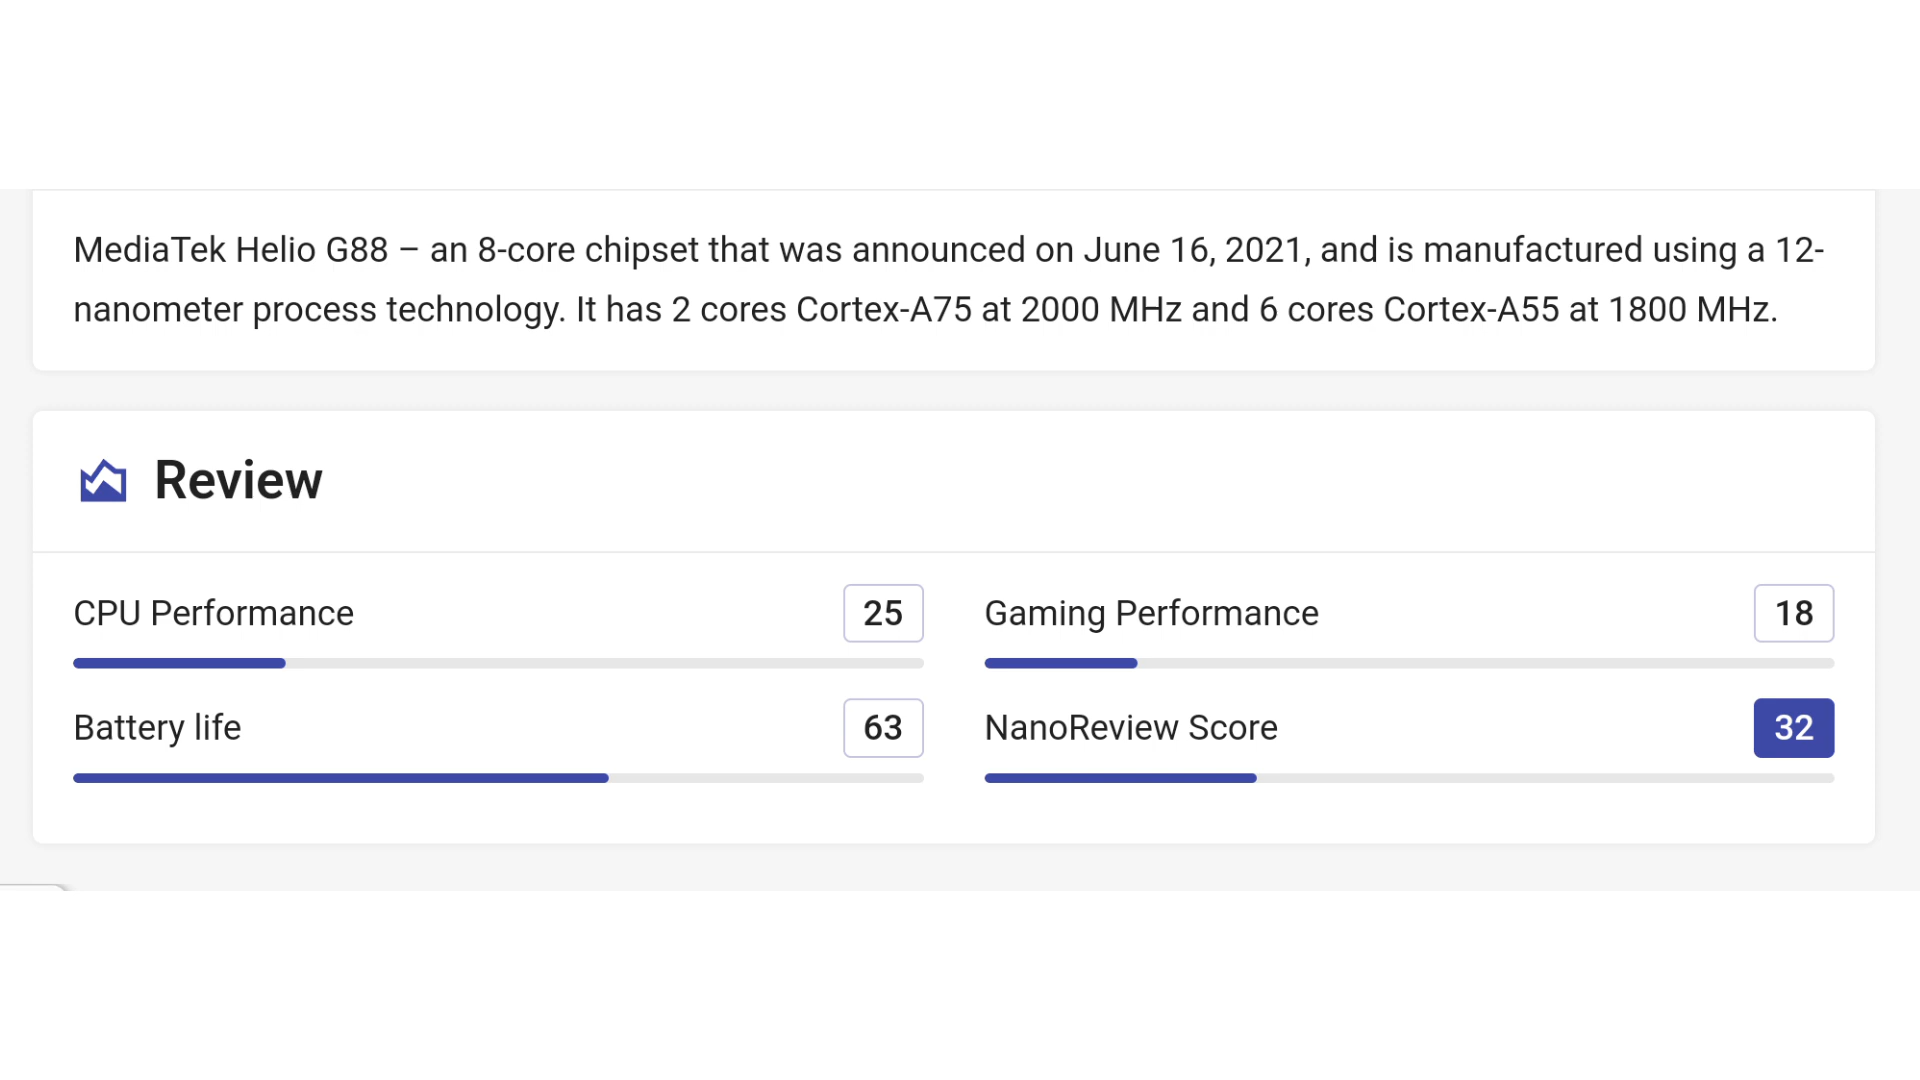 MediaTek Helio G88 – an 8-core chipset that was announced on June 16, 2021, and is manufactured using a 12-
nanometer process technology. It has 2 cores Cortex-A75 at 2000 MHz and 6 cores Cortex-A55 at 1800 MHz.
Review
CPU Performance 25
Gaming Performance 18
Battery life 63
NanoReview Score 32